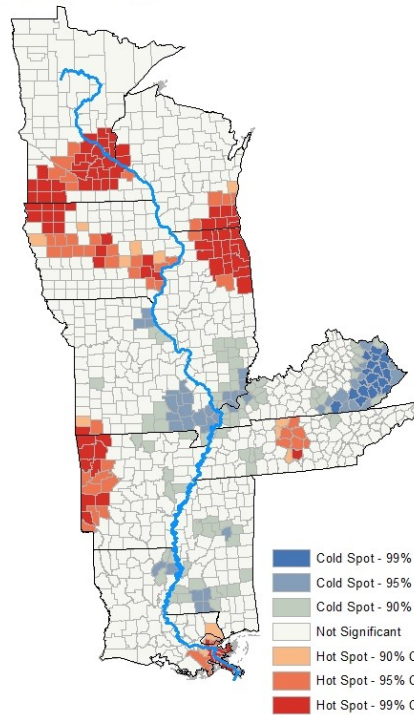 Cold Spot - 99%
Cold Spot - 95%
Cold Spot - 90%
Not Significant
Hot Spot - 90% C
Hot Spot - 95% C
Hot Spot - 99% C